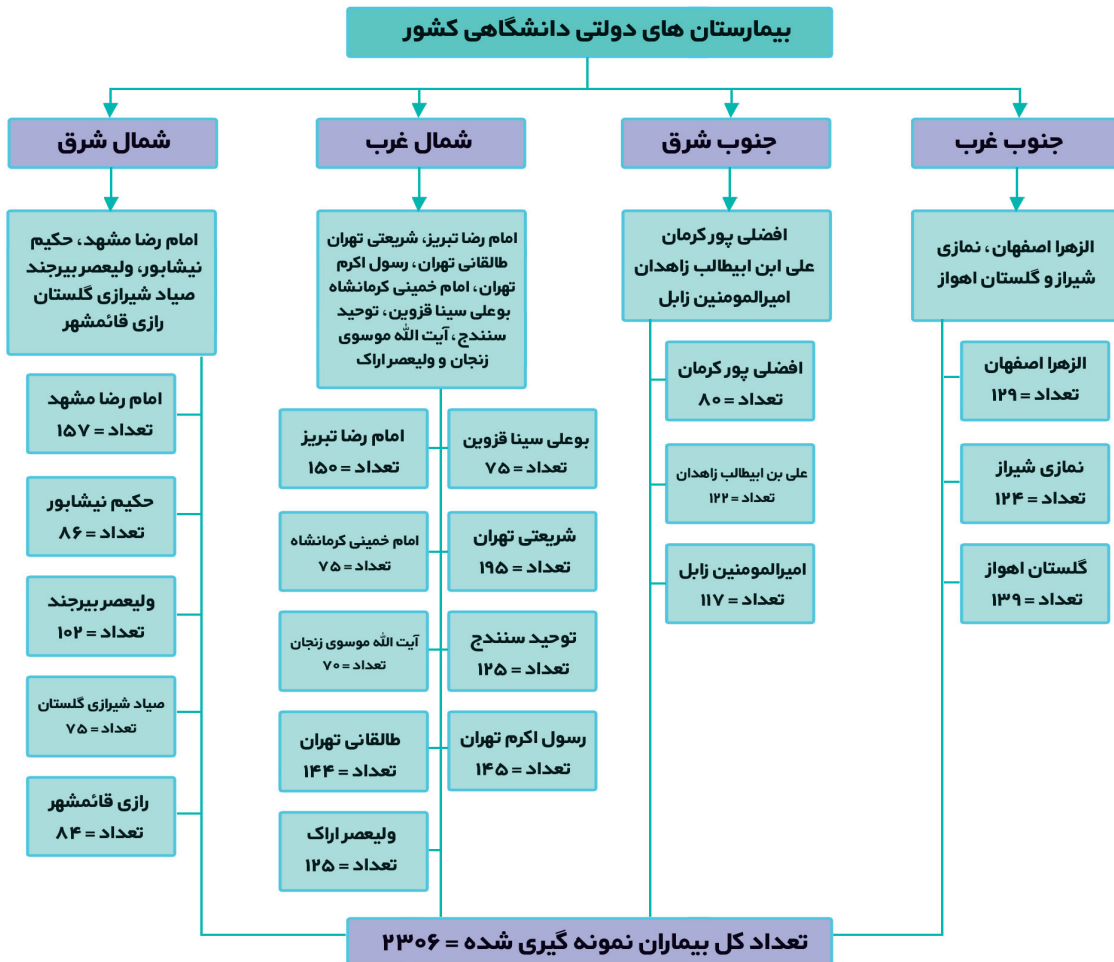 بیمارستان های دولتی دانشگاهی کشور
جنوب غرب
الزهرا اصفهان، نمازی
شیراز و گلستان اهواز
الزهرا اصفهان
تعداد = ۱۲۹
نمازی شیراز
تعداد = ۱۲۴
گلستان اهواز
تعداد = ۱۳۹
جنوب شرق
افضلی پور کرمان
علی ابن ابیطالب زاهدان
امیرالمومنین زابل
افضلی پور کرمان
تعداد = ۸۰
علی بن ابیطالب زاهدان
تعداد = ۱۲۲
امیرالمومنین زابل
تعداد = ۱۱۷
شمال غرب
امام رضا تبریز، شریعتی تهران
طالقانی تهران، رسول اکرم
تهران، امام خمینی کرمانشاه
بوعلی سینا قزوین، توحید
سنندج، آیت الله موسوی
زنجان و ولیعصر اراک
بوعلی سینا قزوین
تعداد = ۷۵
امام رضا تبریز
تعداد = ۱۵۰
شریعتی تهران
تعداد = ۱۹۵
امام خمینی کرمانشاه
تعداد = ۷۵
توحید سنندج
تعداد = ۱۲۵
آیت الله موسوی زنجان
تعداد = ۷۰
رسول اکرم تهران
تعداد = ۱۴۵
طالقانی تهران
تعداد = ۱۴۴
ولیعصر اراک
تعداد = ۱۲۵
شمال شرق
امام رضا مشهد، حکیم
نیشابور، ولیعصر بیرجند
صیاد شیرازی گلستان
رازی قائمشهر
امام رضا مشهد
تعداد = ۱۵۷
حکیم نیشابور
تعداد = ۸۶
ولیعصر بیرجند
تعداد = ۱۰۲
صیاد شیرازی گلستان
تعداد = ۷۵
رازی قائمشهر
تعداد = ۸۴
تعداد کل بیماران نمونه گیری شده = ۲۳۰۶